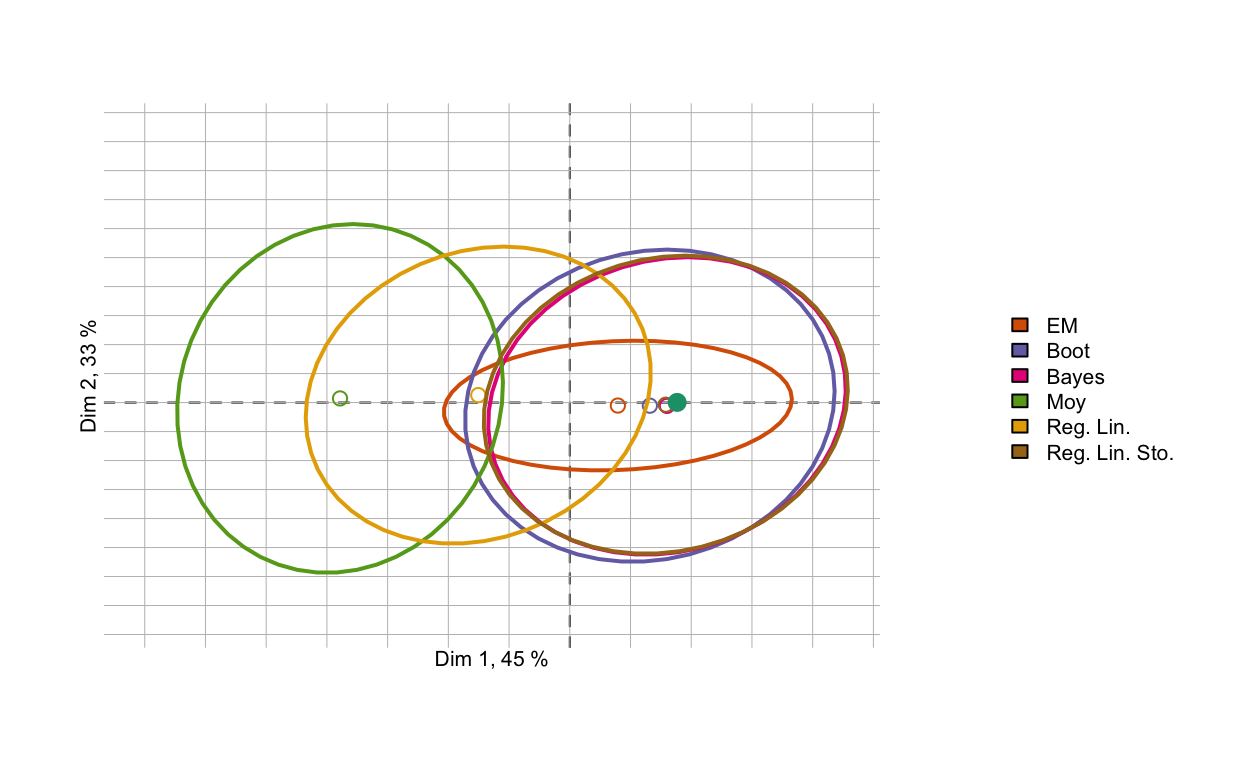 Dim 2, 33 %
Dim 1, 45 %
EM
Boot
Bayes
Moy
Reg. Lin.
Reg. Lin. Sto.